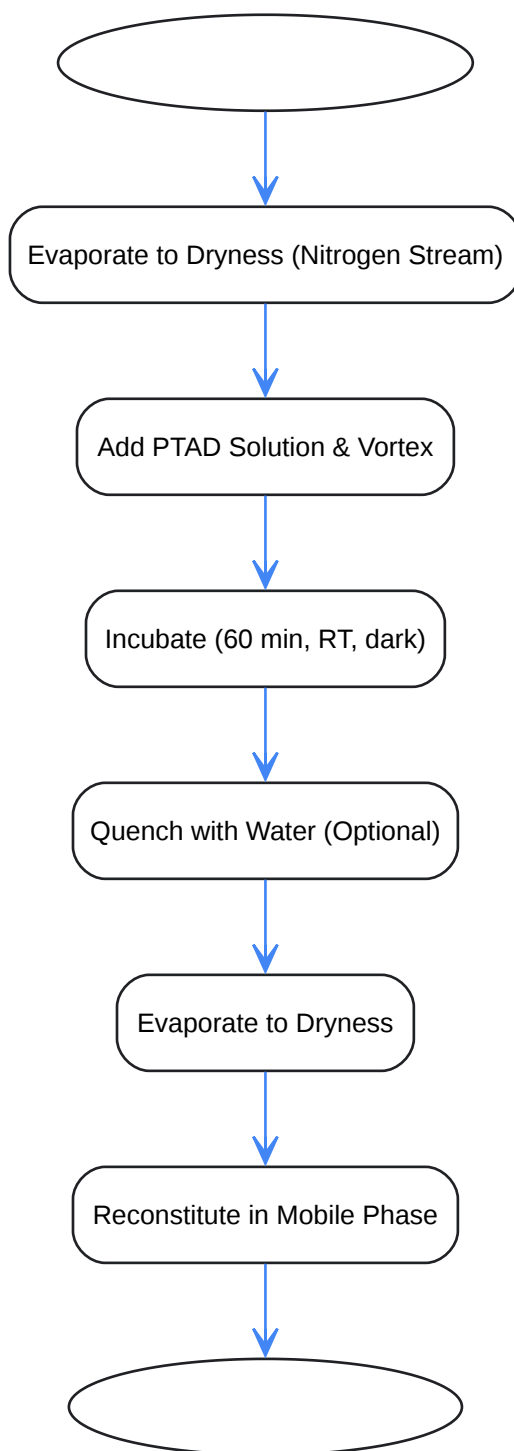 Evaporate to Dryness (Nitrogen Stream)
Add PTAD Solution & Vortex
Incubate (60 min, RT, dark)
Quench with Water (Optional)
Evaporate to Dryness
Reconstitute in Mobile Phase